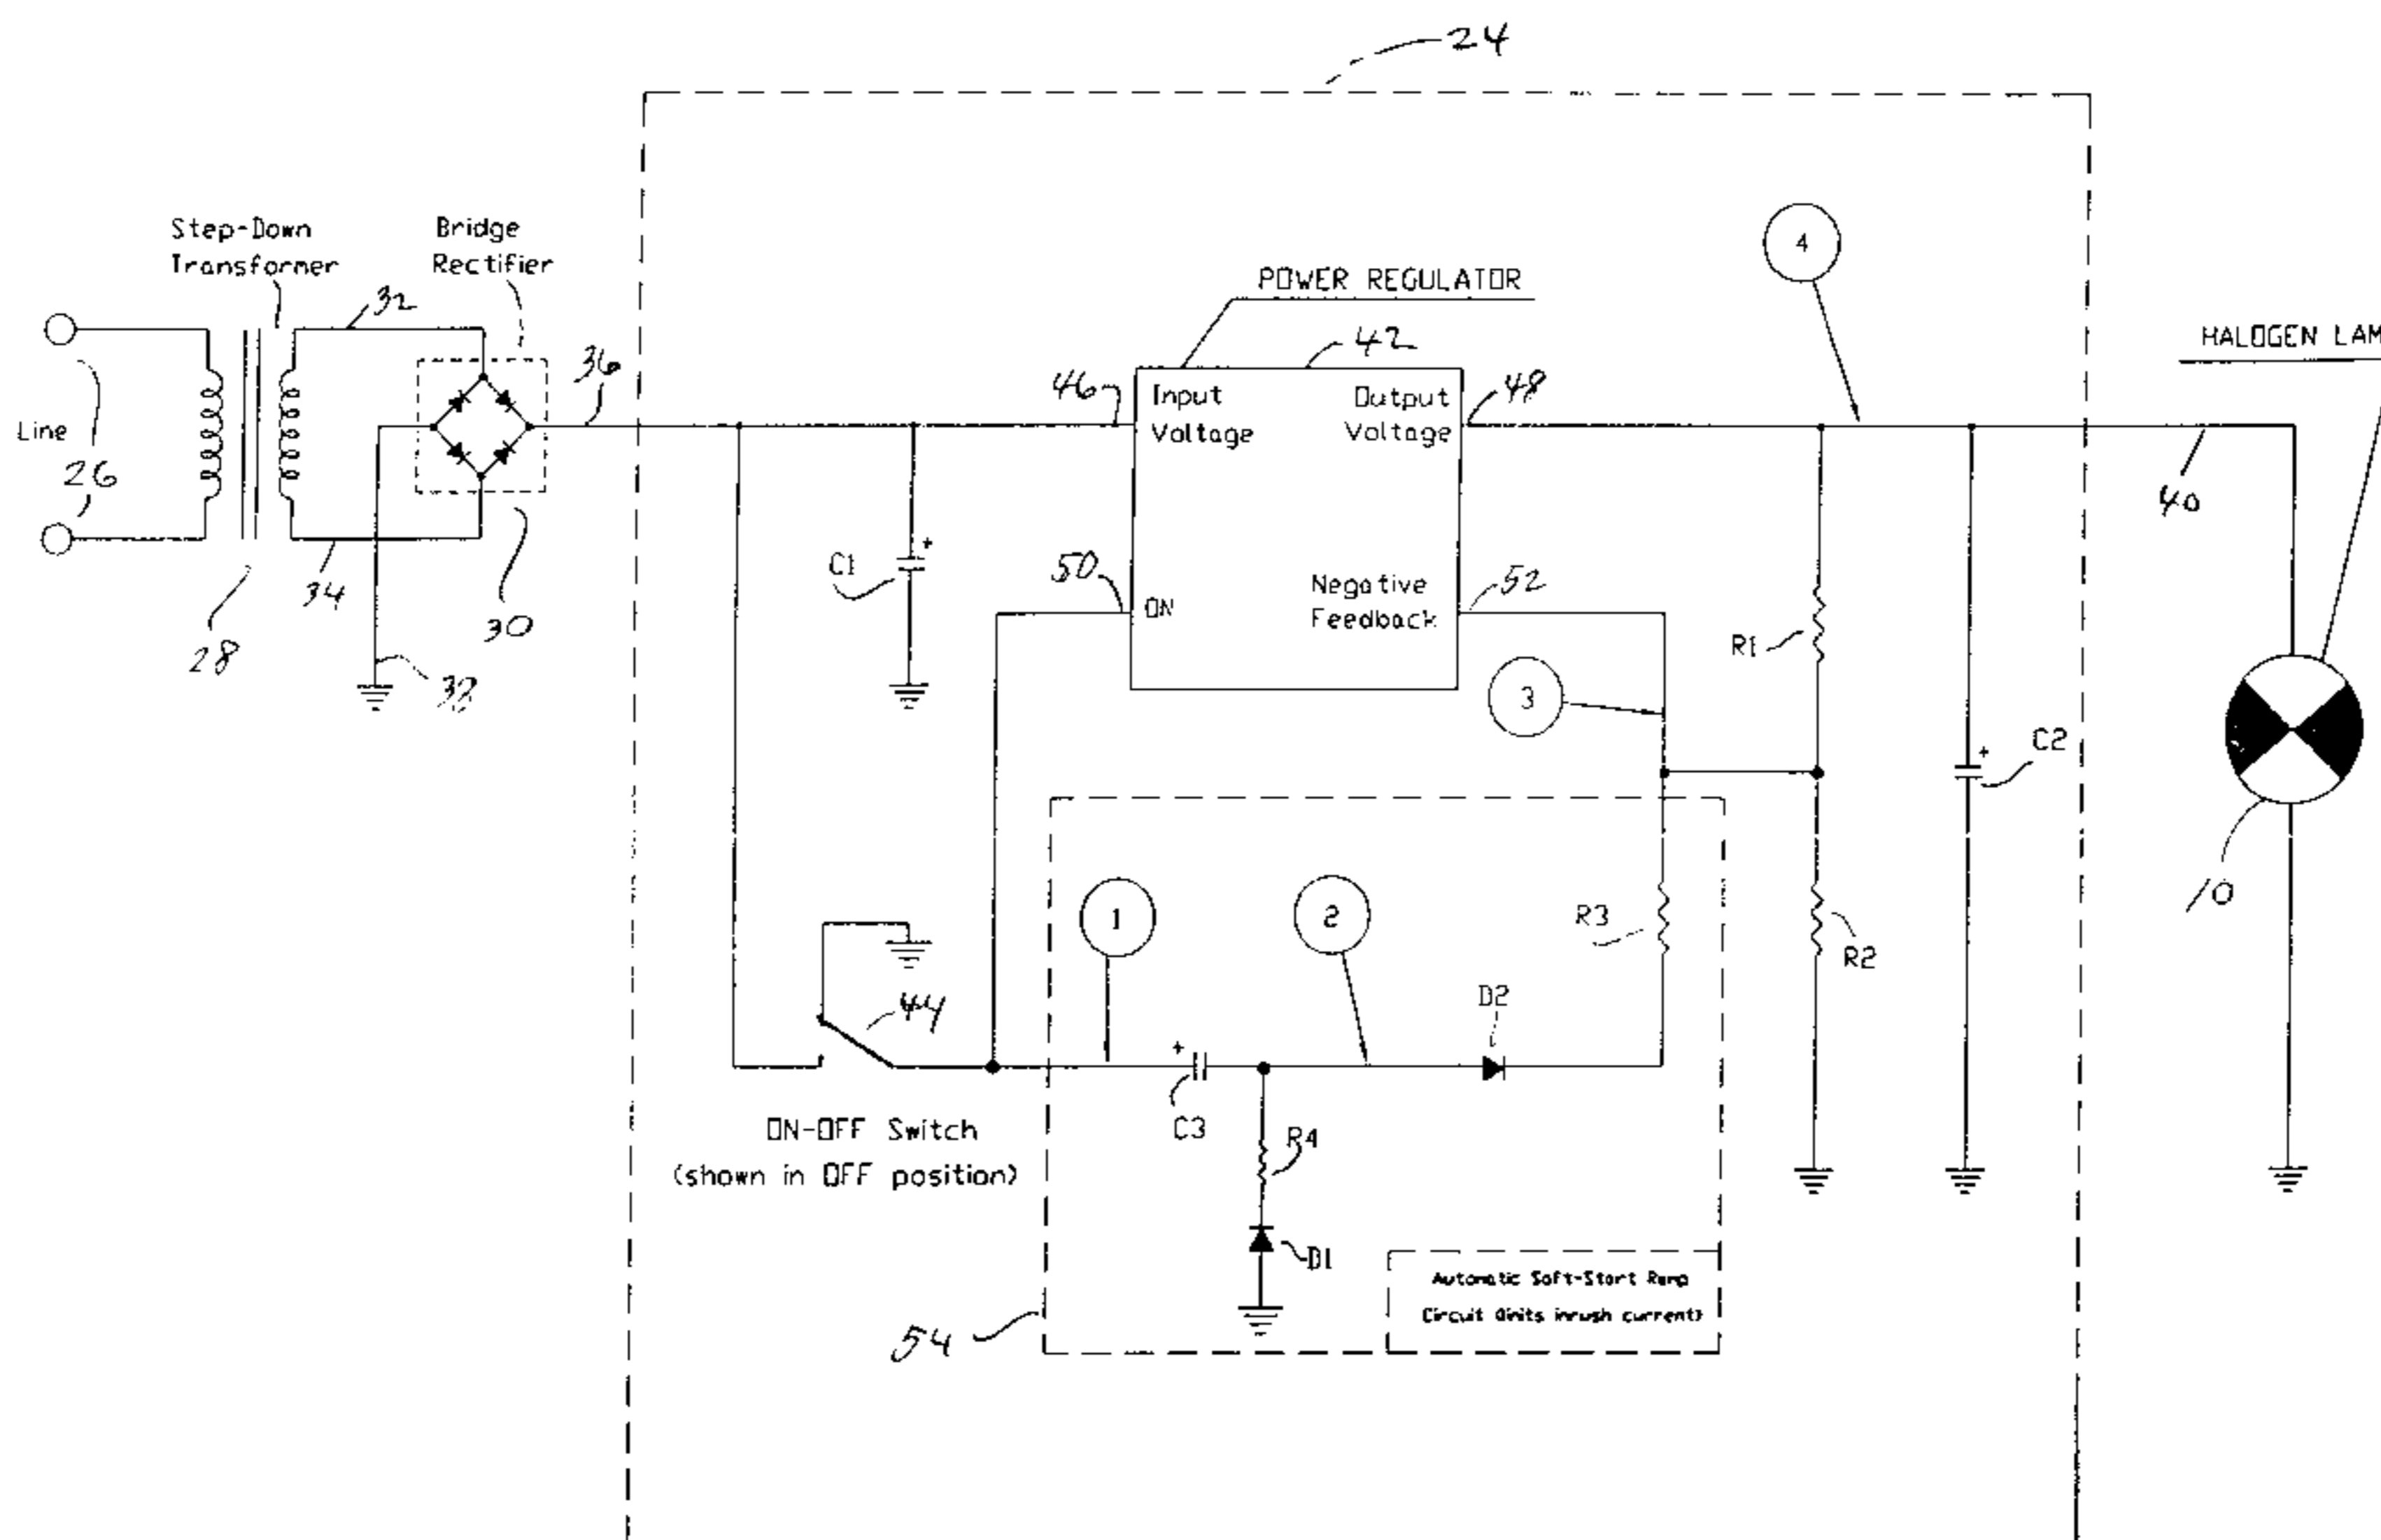 24
Step-Down
Transformer
Bridge
Rectifier
32
36
Line
26
28
34
30
38
POWER REGULATOR
42
46
Input
Voltage
Output
Voltage
48
50
ON
Negative
Feedback
52
C1
4
HALOGEN LAM
40
R1
3
C2
10
1
2
R3
R2
44
D2
C3
R4
D1
ON-OFF Switch
(shown in OFF position)
Automatic Soft-Start Ramp
Circuit inrush current)
54